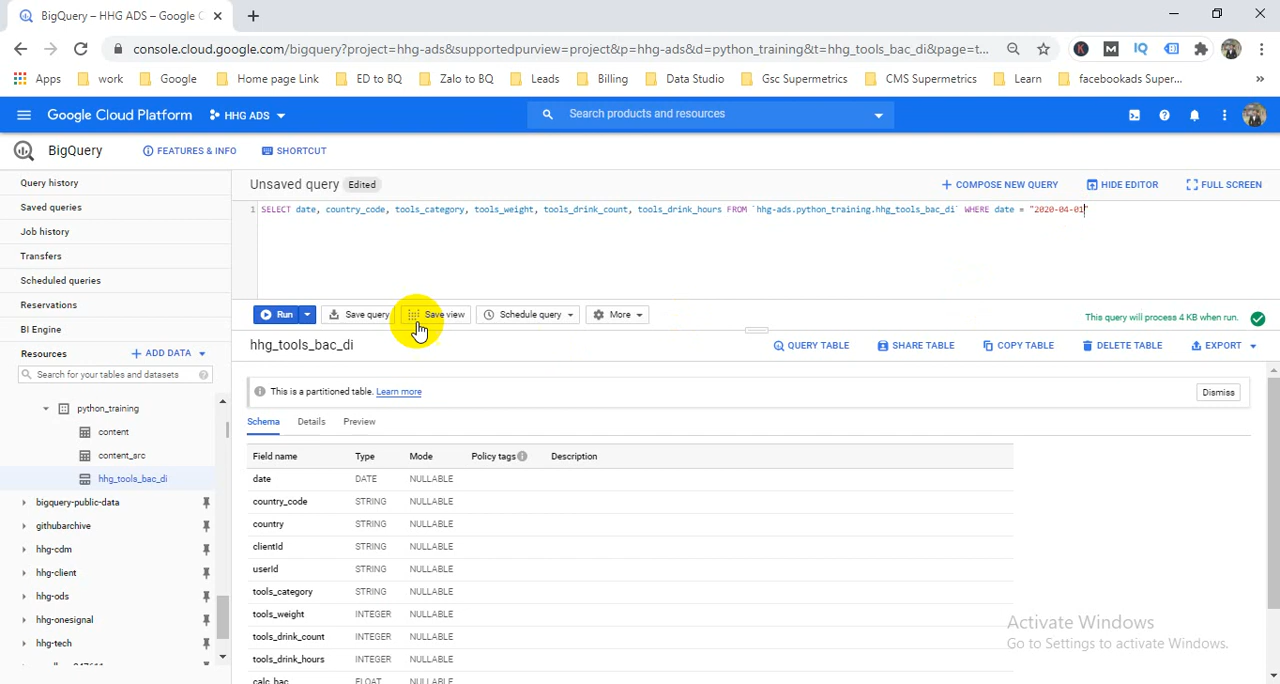 BigQuery – HHG ADS – Google C
console.cloud.google.com/bigquery?project=hhg-ads&supportedpurview=project&p=hhg-ads&d=python_training&t=hhg_tools_bac_di&page=t...
Apps work Google Home page Link ED to BQ Zalo to BQ Leads Billing Data Studio Gsc Supermetrics CMS Supermetrics Learn facebookads Super...
Google Cloud Platform HHG ADS Search products and resources
BigQuery FEATURES & INFO SHORTCUT
Query history
Saved queries
Job history
Transfers
Scheduled queries
Reservations
BI Engine
Resources + ADD DATA
Search for your tables and datasets
python_training
content
content_src
hhg_tools_bac_di
bigquery-public-data
githubarchive
hhg-cdm
hhg-client
hhg-ods
hhg-onesignal
hhg-tech
Unsaved query Edited
+ COMPOSE NEW QUERY HIDE EDITOR FULL SCREEN
1 SELECT date, country_code, tools_category, tools_weight, tools_drink_count, tools_drink_hours FROM `hhg-ads.python_training.hhg_tools_bac_di` WHERE date = "2020-04-01"
Run Save query Save view Schedule query More
This query will process 4 KB when run.
hhg_tools_bac_di
QUERY TABLE SHARE TABLE COPY TABLE DELETE TABLE EXPORT
This is a partitioned table. Learn more
Dismiss
Schema Details Preview
Field name Type Mode Policy tags Description
date DATE NULLABLE
country_code STRING NULLABLE
country STRING NULLABLE
clientId STRING NULLABLE
userId STRING NULLABLE
tools_category STRING NULLABLE
tools_weight INTEGER NULLABLE
tools_drink_count INTEGER NULLABLE
tools_drink_hours INTEGER NULLABLE
calc_bac FLOAT NULLABLE
Activate Windows
Go to Settings to activate Windows.